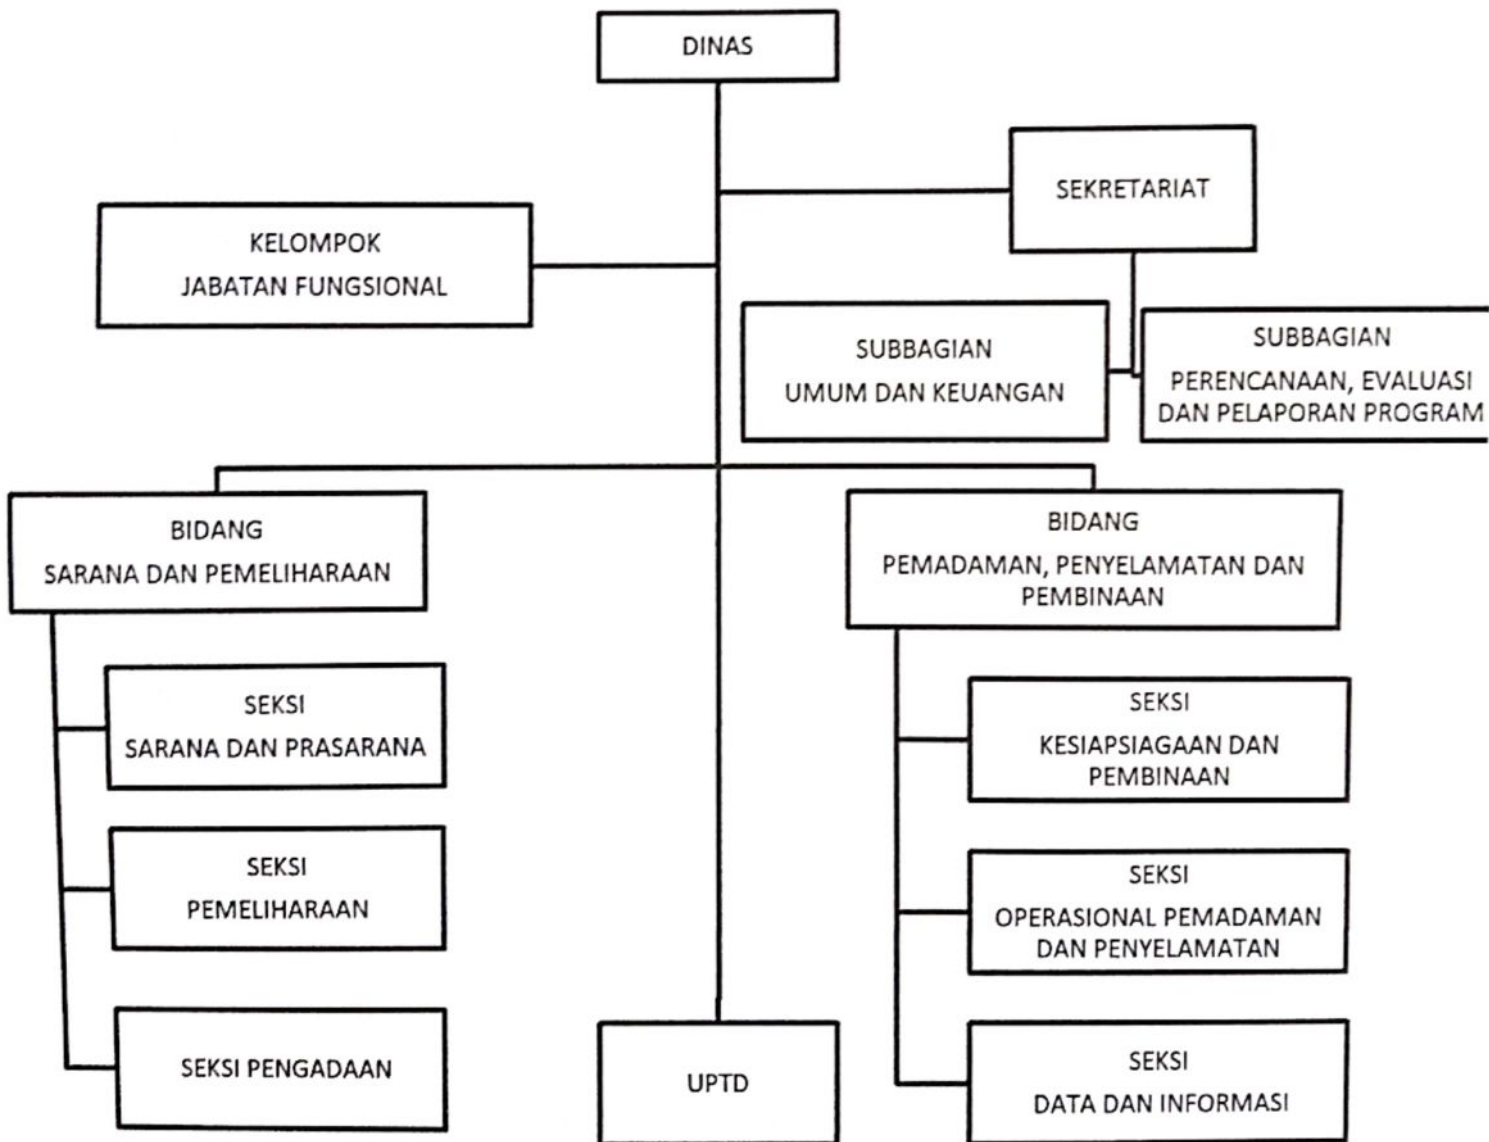 DINAS
SEKRETARIAT
KELOMPOK
JABATAN FUNGSIONAL
SUBBAGIAN
UMUM DAN KEUANGAN
SUBBAGIAN
PERENCANAAN, EVALUASI
DAN PELAPORAN PROGRAM
BIDANG
SARANA DAN PEMELIHARAAN
BIDANG
PEMADAMAN, PENYELAMATAN DAN
PEMBINAAN
SEKSI
SARANA DAN PRASARANA
SEKSI
PEMELIHARAAN
SEKSI PENGADAAN
UPTD
SEKSI
KESIAPSIAGAAN DAN
PEMBINAAN
SEKSI
OPERASIONAL PEMADAMAN
DAN PENYELAMATAN
SEKSI
DATA DAN INFORMASI